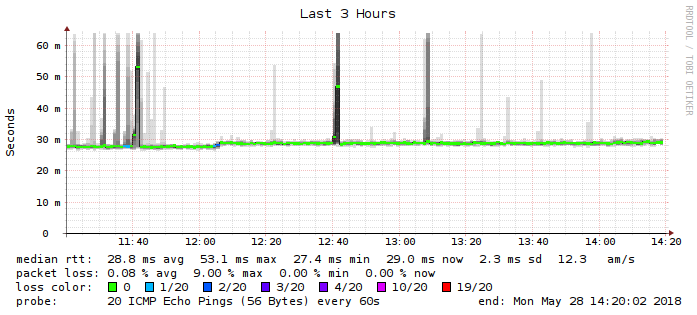 Last 3 Hours
RRDTOOL / TOBI OETIKER
Seconds
60 m
50 m
40 m
30 m
20 m
10 m
0
11:40 12:00 12:20 12:40 13:00 13:20 13:40 14:00 14:20
median rtt: 28.8 ms avg 53.1 ms max 27.4 ms min 29.0 ms now 2.3 ms sd 12.3 am/s
packet loss: 0.08 % avg 9.00 % max 0.00 % min 0.00 % now
loss color: 0 1/20 2/20 3/20 4/20 10/20 19/20
probe: 20 ICMP Echo Pings (56 Bytes) every 60s end: Mon May 28 14:20:02 2018